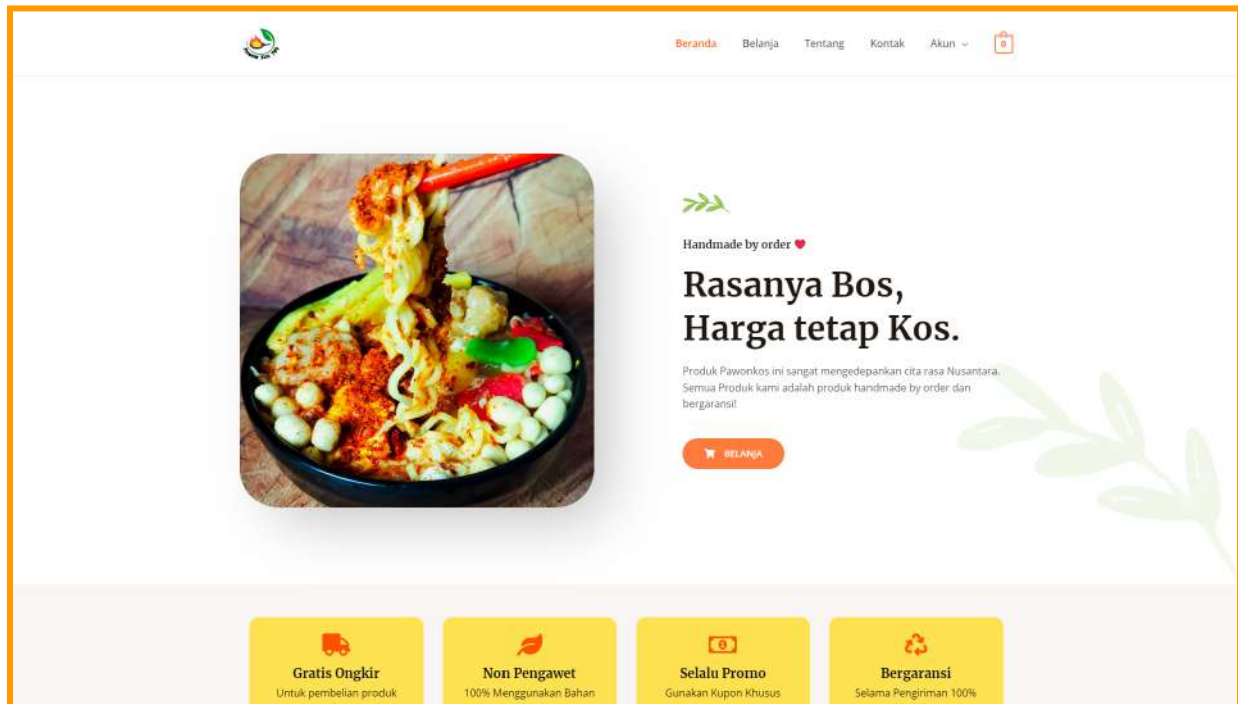 Beranda
Belanja
Tentang
Kontak
Akun
0
Handmade by order
Rasanya Bos,
Harga tetap Kos.
Produk Pawonkos ini sangat mengedepankan cita rasa Nusantara.
Semua Produk kami adalah produk handmade by order dan
bergaransi!
BELANJA
Gratis Ongkir
Untuk pembelian produk
Non Pengawet
100% Menggunakan Bahan
Selalu Promo
Gunakan Kupon Khusus
Bergaransi
Selama Pengiriman 100%